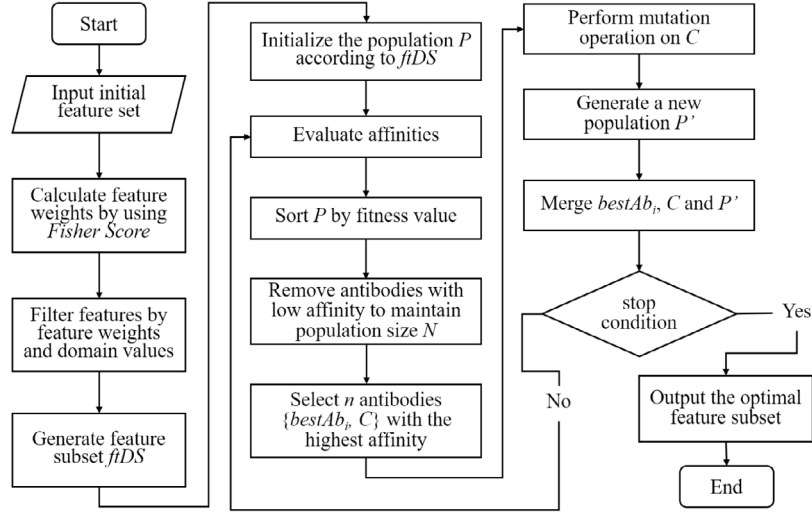 Start
Input initial
feature set
Calculate feature
weights by using
Fisher Score
Filter features by
feature weights
and domain values
Generate feature
subset ftDS
Initialize the population P
according to ftDS
Evaluate affinities
Sort P by fitness value
Remove antibodies with
low affinity to maintain
population size N
Select n antibodies
{bestAbi, C} with the
highest affinity
Perform mutation
operation on C
Generate a new
population P’
Merge bestAbi, C and P’
stop
condition
Yes
No
Output the optimal
feature subset
End